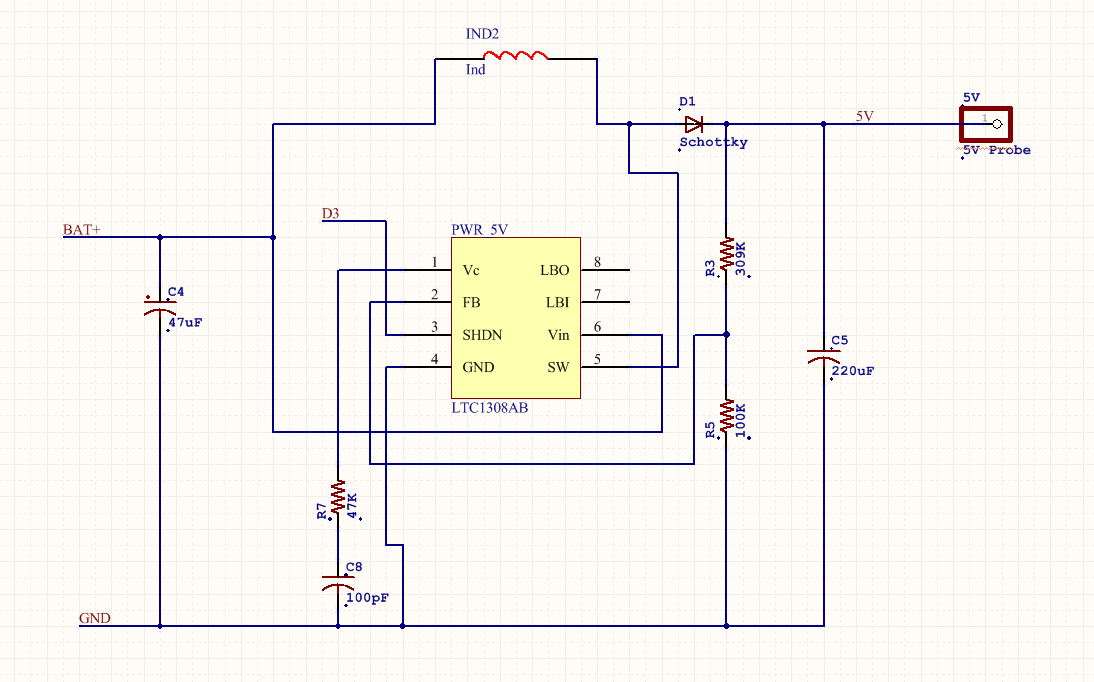 IND2
Ind
D1
Schottky
5V
5V
1
5V Probe
BAT+
D3
PWR 5V
C4
47uF
1 Vc LBO 8
2 FB LBI 7
3 SHDN Vin 6
4 GND SW 5
LTC1308AB
R3
309K
R5
100K
C5
220uF
R7
47K
C8
100pF
GND